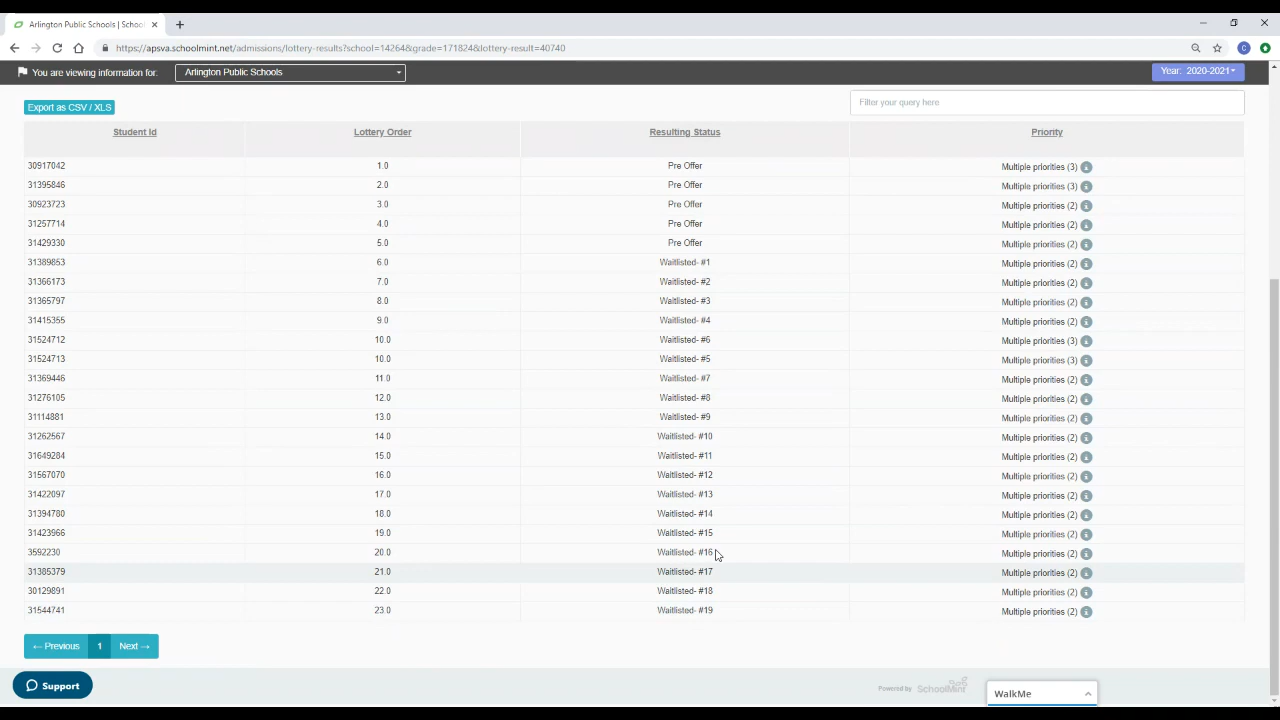 Arlington Public Schools | School
https://apsva.schoolmint.net/admissions/lottery-results?school=14264&grade=171824&lottery-result=40740
You are viewing information for: Arlington Public Schools Year: 2020-2021
Export as CSV / XLS Filter your query here
Student Id Lottery Order Resulting Status Priority
30917042 1.0 Pre Offer Multiple priorities (3)
31395846 2.0 Pre Offer Multiple priorities (3)
30923723 3.0 Pre Offer Multiple priorities (2)
31257714 4.0 Pre Offer Multiple priorities (2)
31429330 5.0 Pre Offer Multiple priorities (2)
31389853 6.0 Waitlisted- #1 Multiple priorities (2)
31366173 7.0 Waitlisted- #2 Multiple priorities (2)
31365797 8.0 Waitlisted- #3 Multiple priorities (2)
31415355 9.0 Waitlisted- #4 Multiple priorities (2)
31524712 10.0 Waitlisted- #6 Multiple priorities (3)
31524713 10.0 Waitlisted- #5 Multiple priorities (3)
31369446 11.0 Waitlisted- #7 Multiple priorities (2)
31276105 12.0 Waitlisted- #8 Multiple priorities (2)
31114881 13.0 Waitlisted- #9 Multiple priorities (2)
31262567 14.0 Waitlisted- #10 Multiple priorities (2)
31649284 15.0 Waitlisted- #11 Multiple priorities (2)
31567070 16.0 Waitlisted- #12 Multiple priorities (2)
31422097 17.0 Waitlisted- #13 Multiple priorities (2)
31394780 18.0 Waitlisted- #14 Multiple priorities (2)
31423966 19.0 Waitlisted- #15 Multiple priorities (2)
3592230 20.0 Waitlisted- #16 Multiple priorities (2)
31385379 21.0 Waitlisted- #17 Multiple priorities (2)
30129891 22.0 Waitlisted- #18 Multiple priorities (2)
31544741 23.0 Waitlisted- #19 Multiple priorities (2)
← Previous 1 Next →
Support Powered by SchoolMint WalkMe